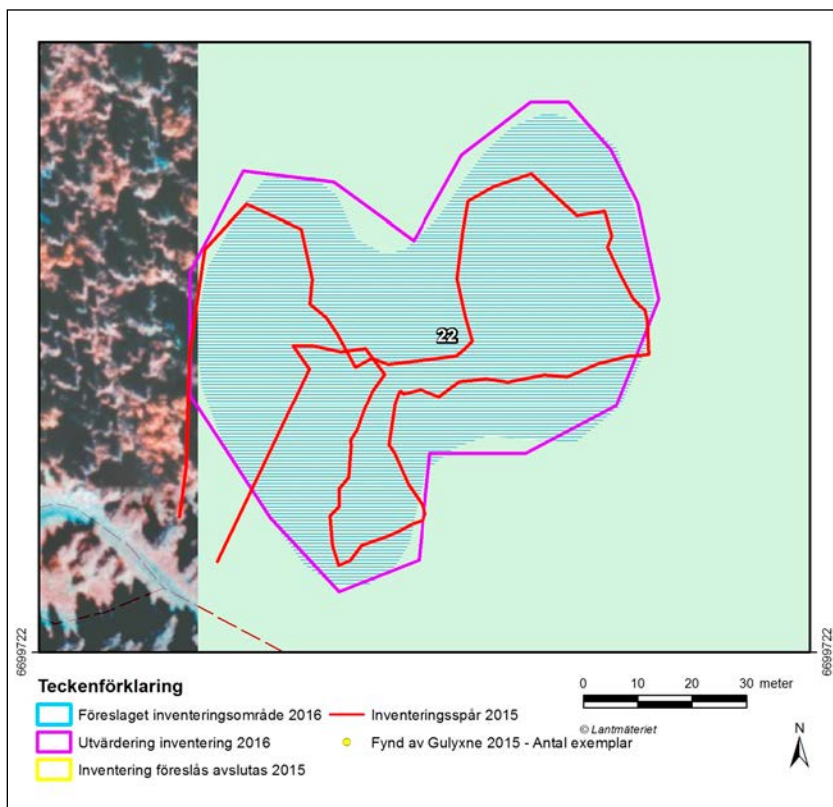 22
6699722
6699722
Teckenförklaring
Föreslaget inventeringsområde 2016
Utvärdering inventering 2016
Inventering föreslås avslutas 2015
Inventeringsspår 2015
Fynd av Gulyxne 2015 - Antal exemplar
0 10 20 30 meter
© Lantmäteriet
N